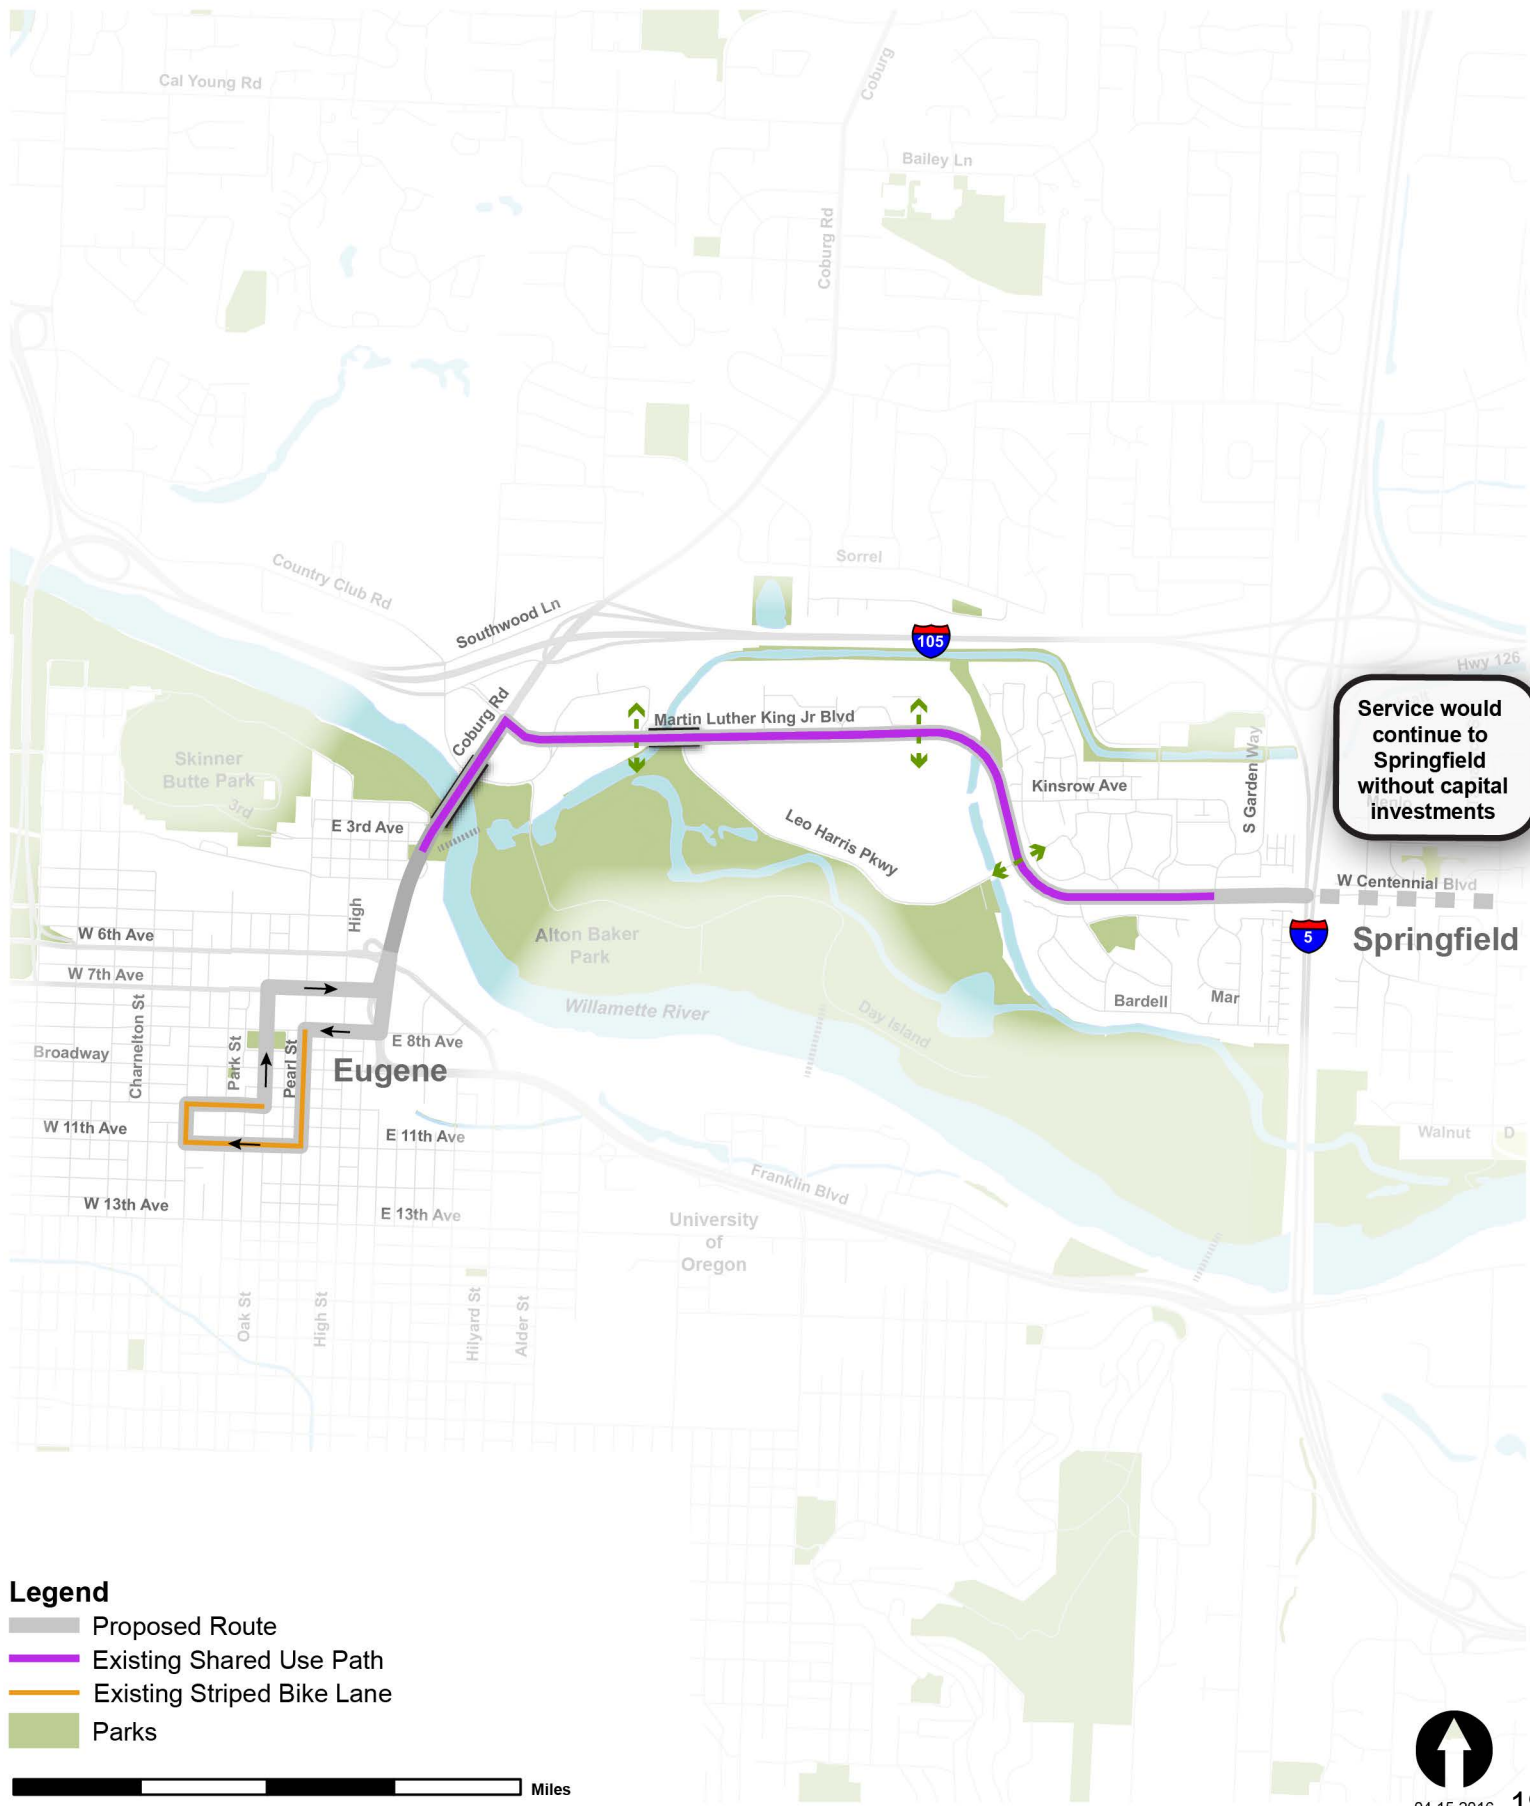 Cal Young Rd
Coburg
Bailey Ln
Coburg Rd
Sorrel
Country Club Rd
Southwood Ln
105
Hwy 126
Coburg Rd
Martin Luther King Jr Blvd
Service would
continue to
Springfield
without capital
investments
Skinner
Butte Park
3rd
E 3rd Ave
Kinsrow Ave
S Garden Way
Leo Harris Pkwy
W Centennial Blvd
High
W 6th Ave
Alton Baker
Park
5
Springfield
W 7th Ave
Willamette River
Day Island
Bardell
Mar
Charnelton St
Park St
Pearl St
E 8th Ave
Broadway
Eugene
W 11th Ave
E 11th Ave
Walnut
D
Franklin Blvd
W 13th Ave
E 13th Ave
University
of
Oregon
Oak St
High St
Hilyard St
Alder St
Legend
Proposed Route
Existing Shared Use Path
Existing Striped Bike Lane
Parks
Miles